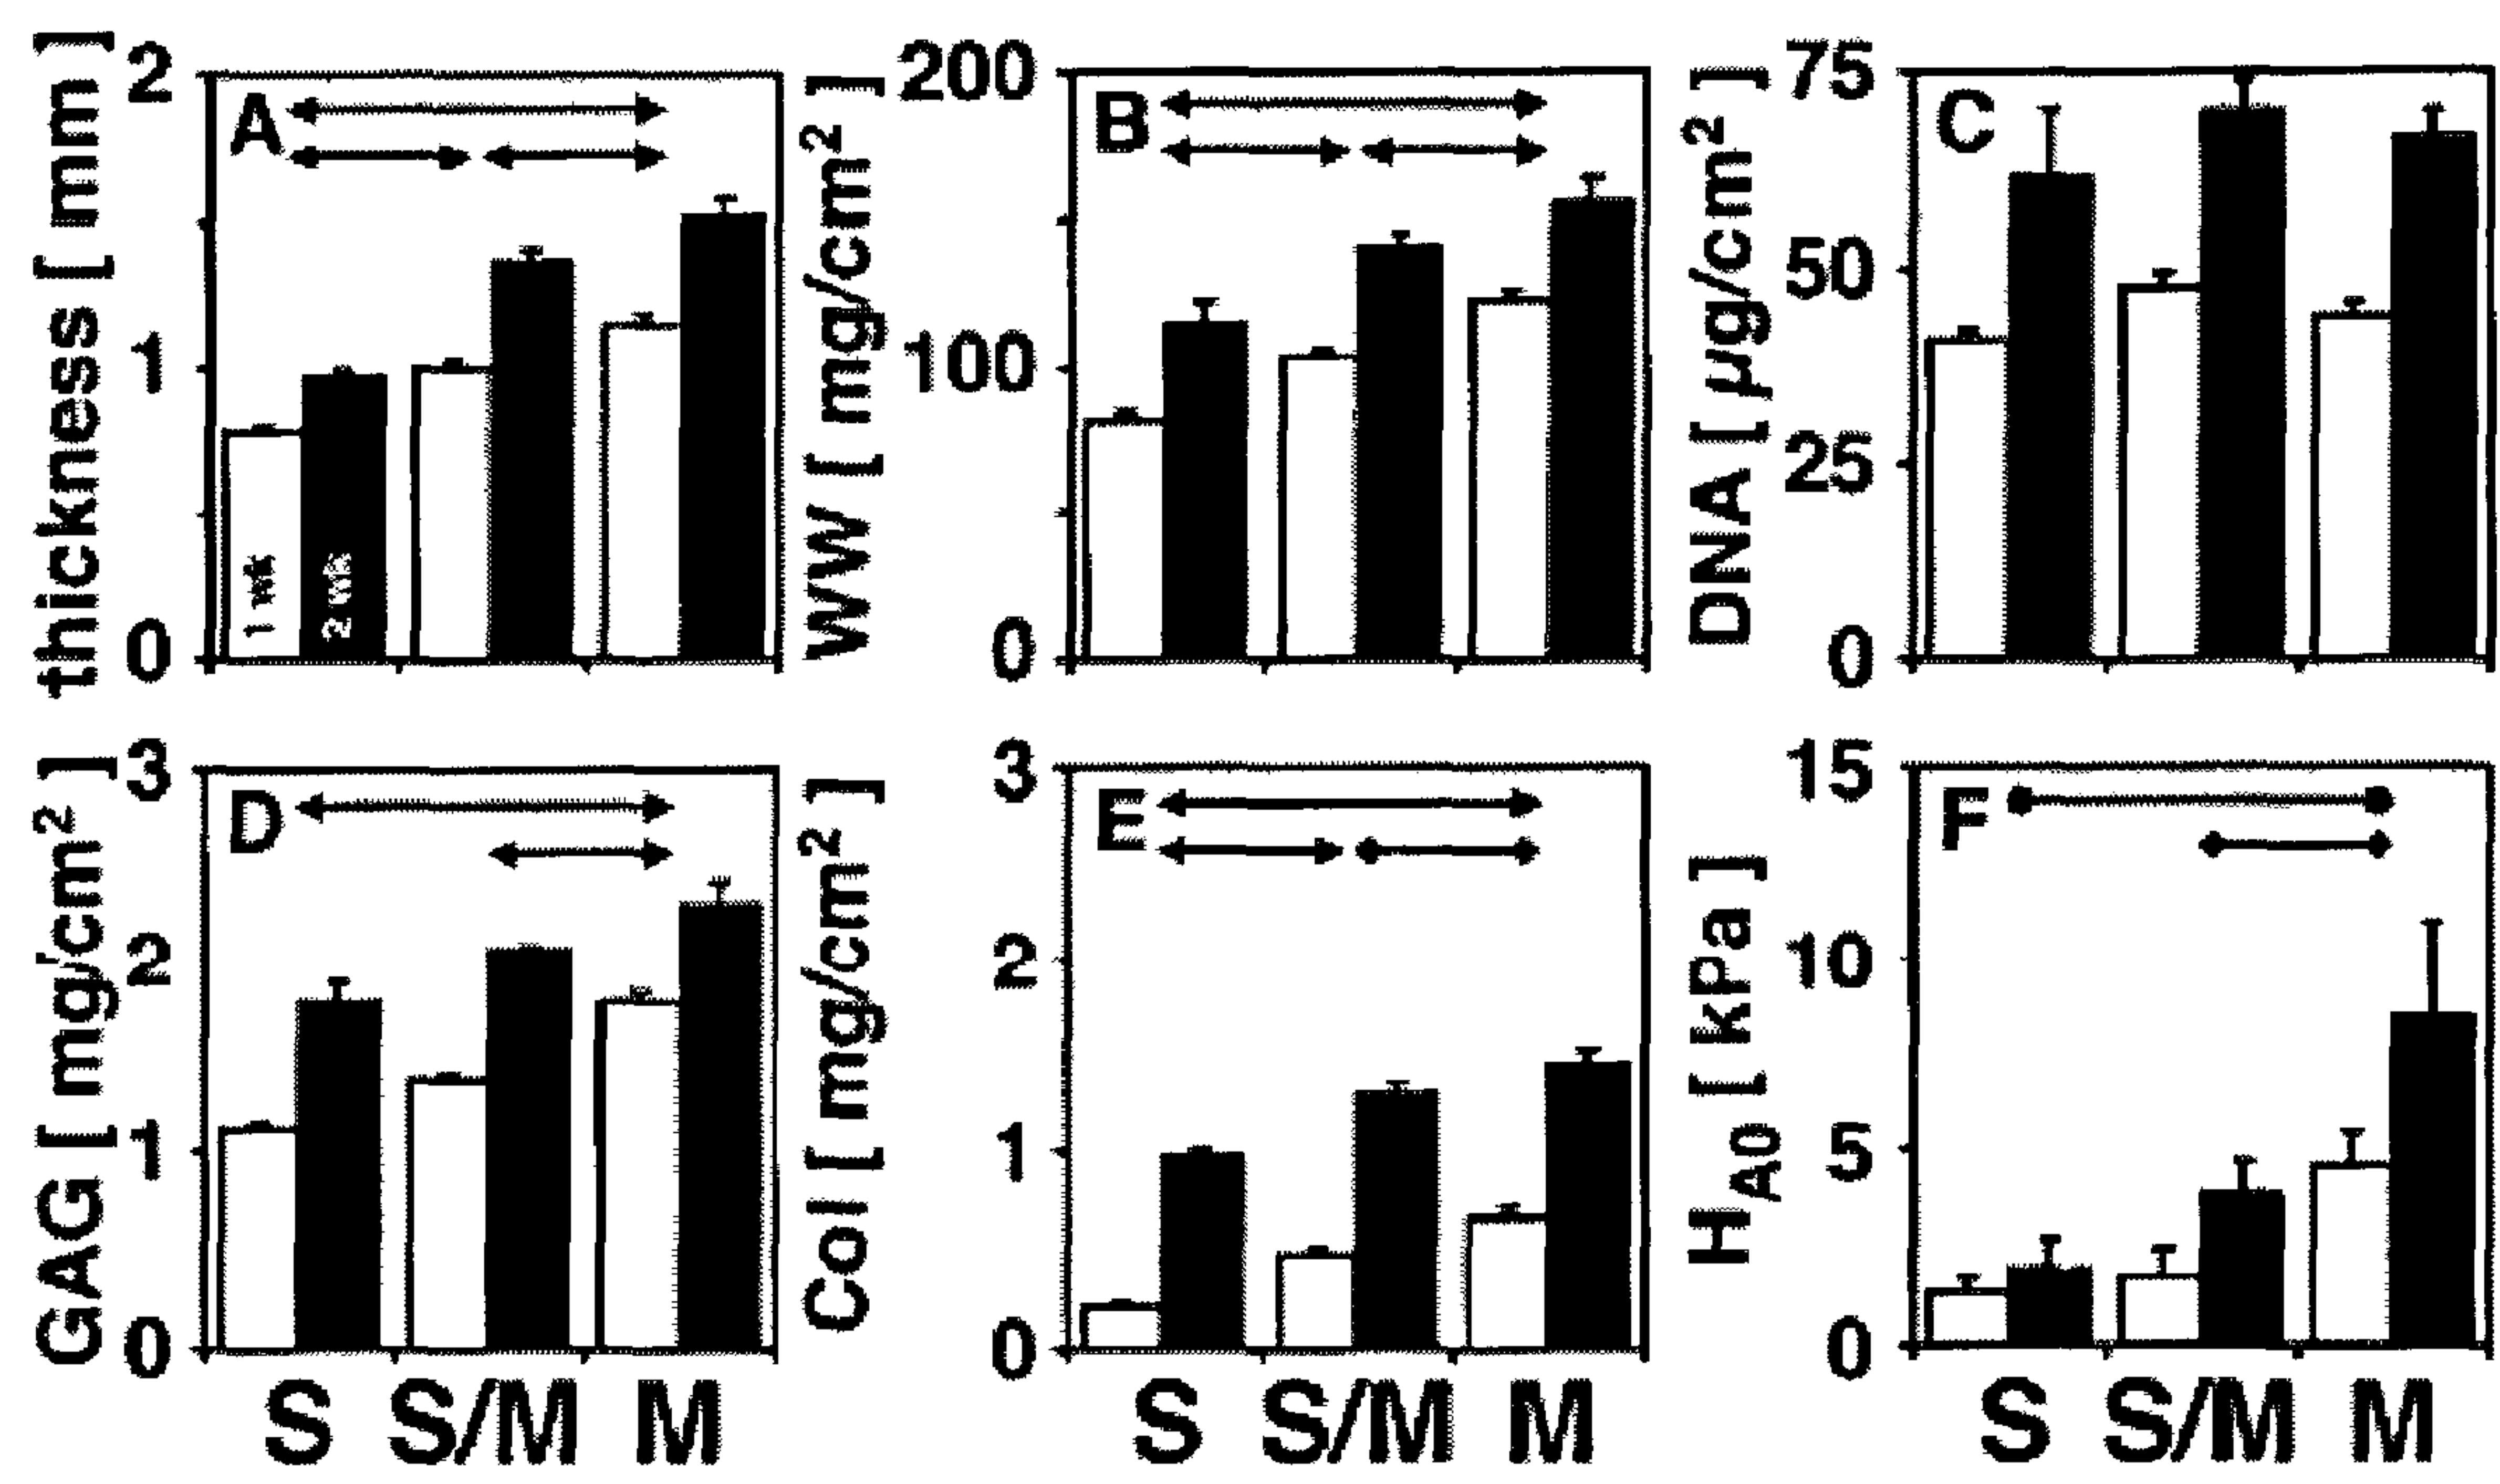 thickness [ mm ]
2
1
0
A
1 wk
2 wks
WW [ mg/cm2 ]
200
100
0
B
DNA [ µg/cm2 ]
75
50
25
0
C
GAG [ mg/cm2 ]
3
2
1
0
D
S S/M M
Col [ mg/cm2 ]
3
2
1
0
E
S S/M M
HA0 [ kPa ]
15
10
5
0
F
S S/M M